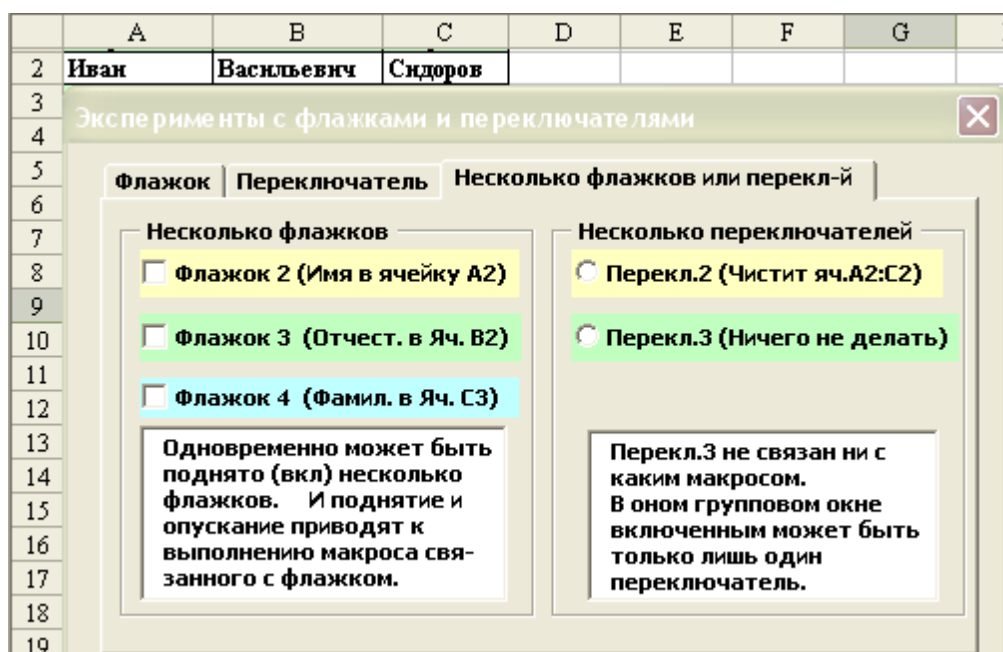 A B C D E F G
2 Иван Васильевич Сидоров
3
Эксперименты с флажками и переключателями
4
5
Флажок Переключатель Несколько флажков или перекл-й
6
7 Несколько флажков Несколько переключателей
8 Флажок 2 (Имя в ячейку А2) Перекл.2 (Чистит яч.А2:С2)
9
10 Флажок 3 (Отчест. в Яч. В2) Перекл.3 (Ничего не делать)
11
12 Флажок 4 (Фамил. в Яч. С3)
13
14
15
16
17
18
19
Одновременно может быть
поднято (вкл) несколько
флажков. И поднятие и
опускание приводят к
выполнению макроса свя-
занного с флажком.
Перекл.3 не связан ни с
каким макросом.
В оном групповом окне
включенным может быть
только лишь один
переключатель.